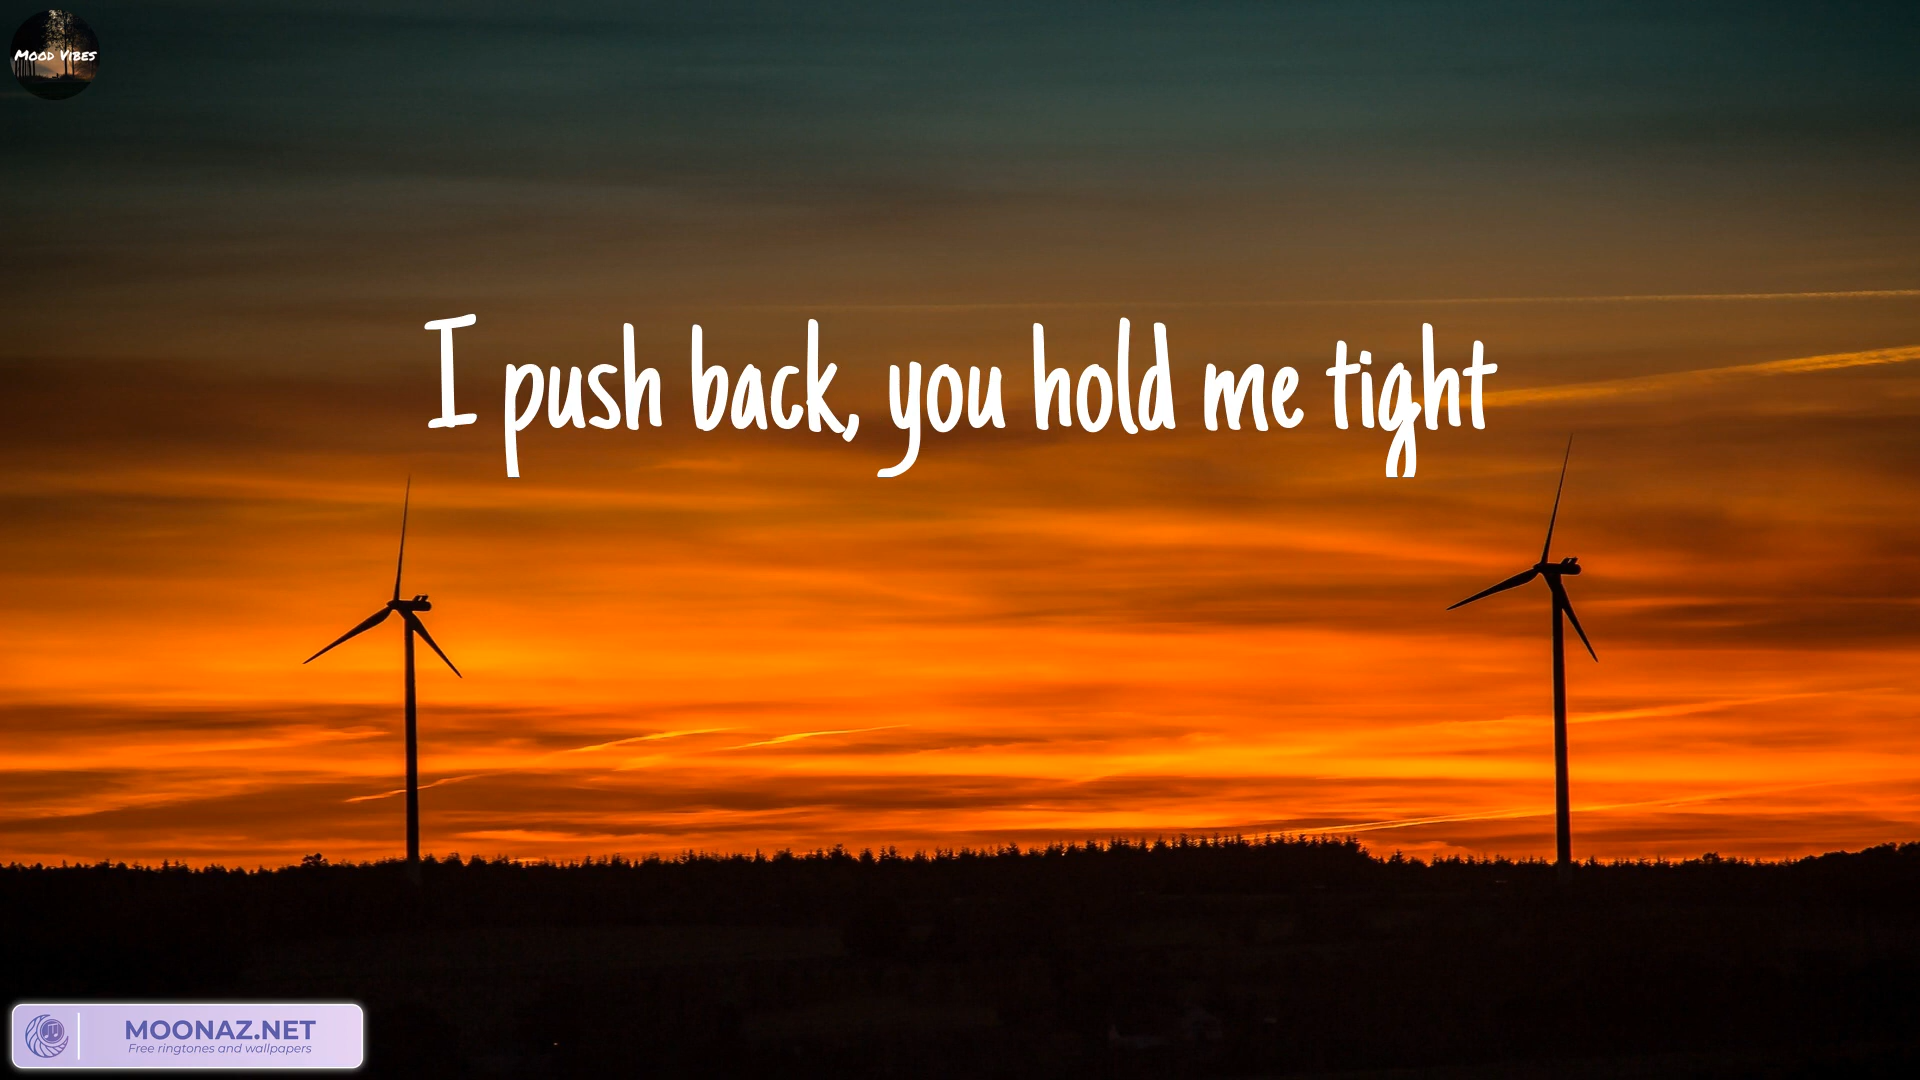 Mood Vibes
I push back, you hold me tight
MOONAZ.NET
Free ringtones and wallpapers